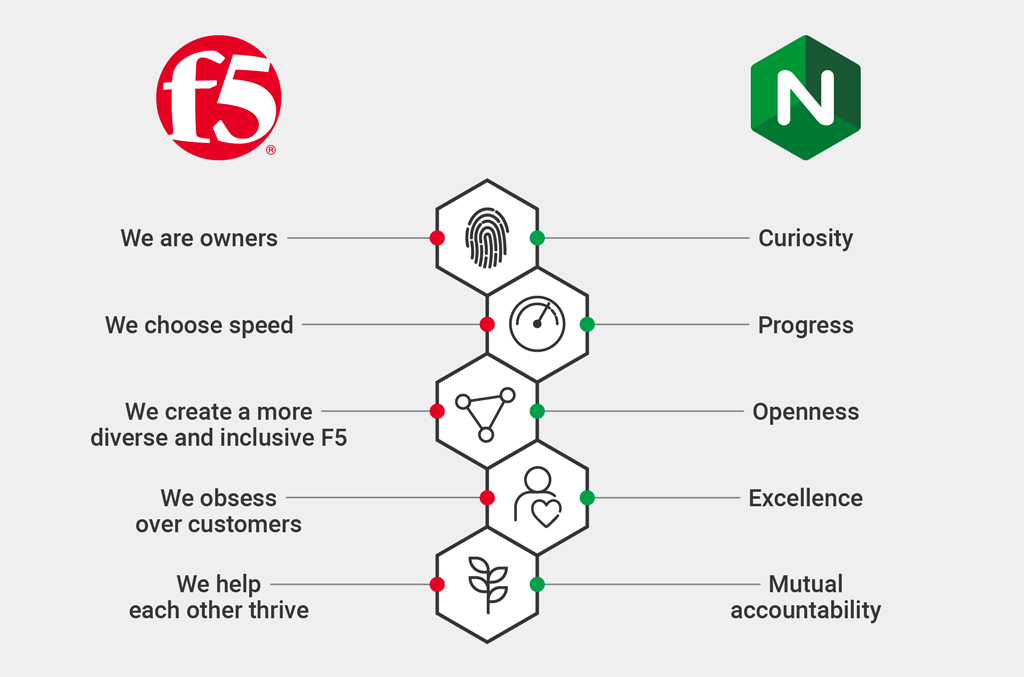 f5
®
N
We are owners
Curiosity
We choose speed
Progress
We create a more
diverse and inclusive F5
Openness
We obsess
over customers
Excellence
We help
each other thrive
Mutual
accountability